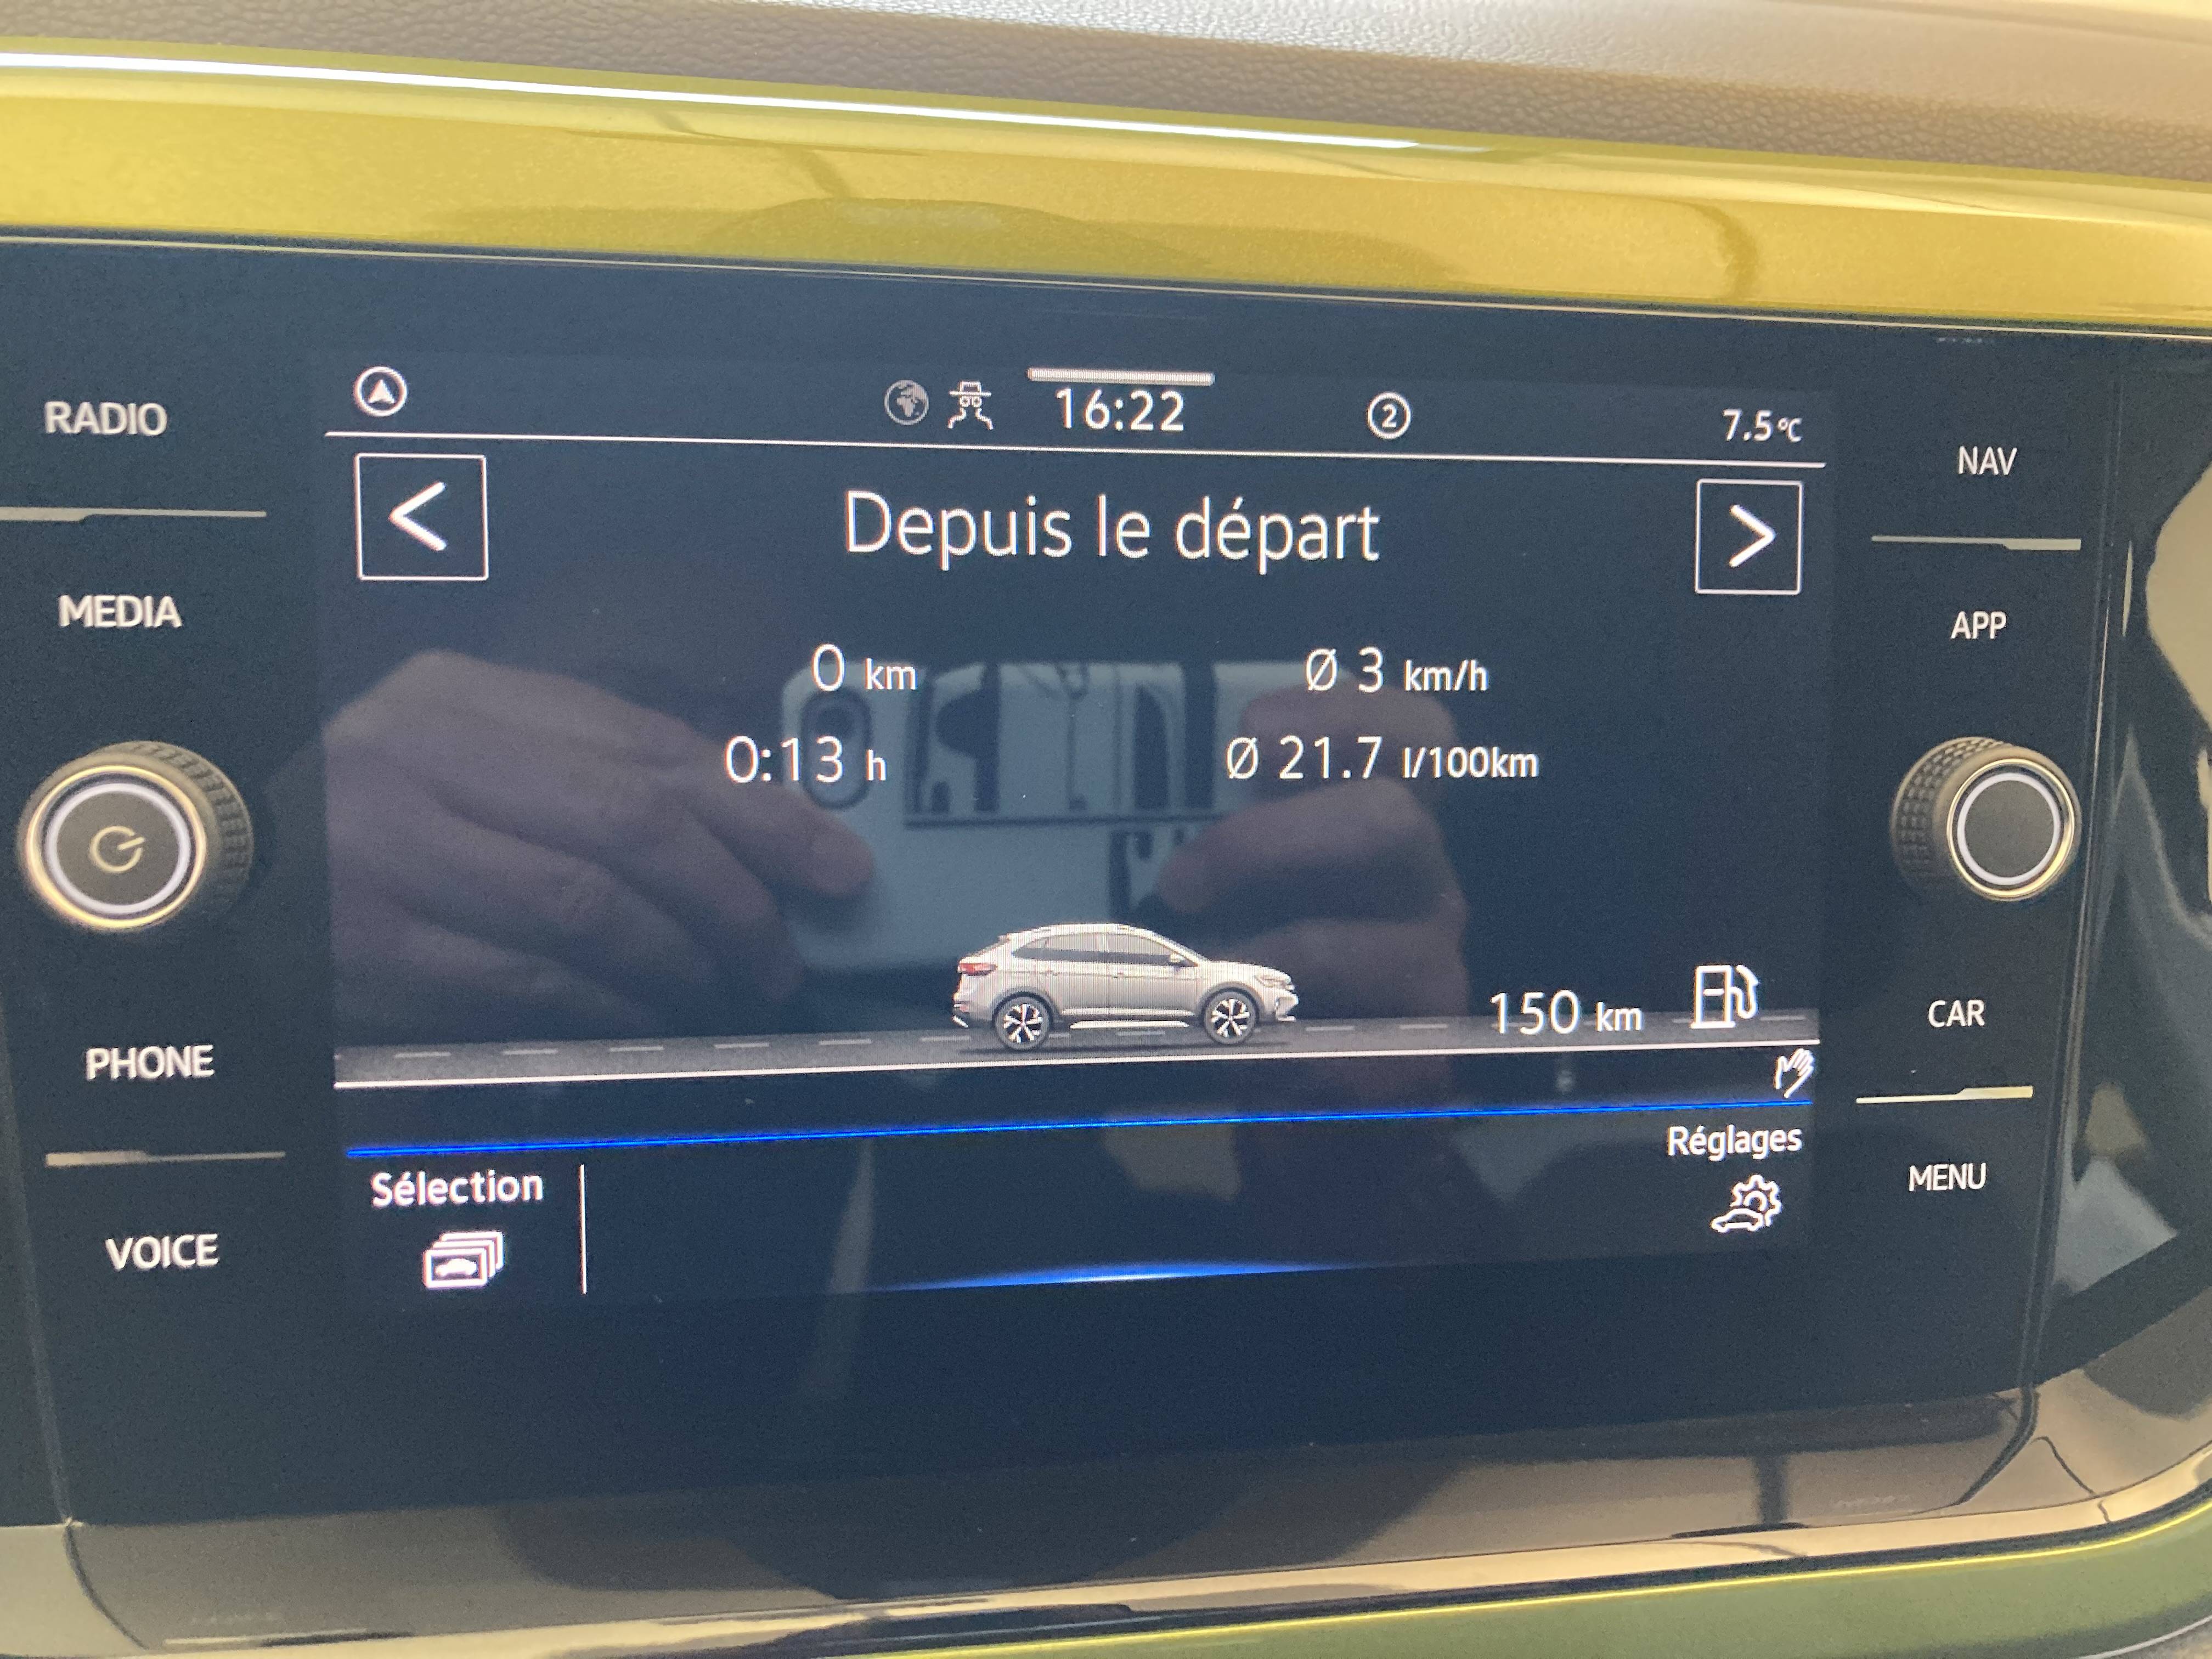 RADIO
MEDIA
PHONE
VOICE
16:22
2
7.5°C
<
Depuis le départ
>
0 km
Ø 3 km/h
0:13 h
Ø 21.7 l/100km
150 km
Sélection
Réglages
NAV
APP
CAR
MENU